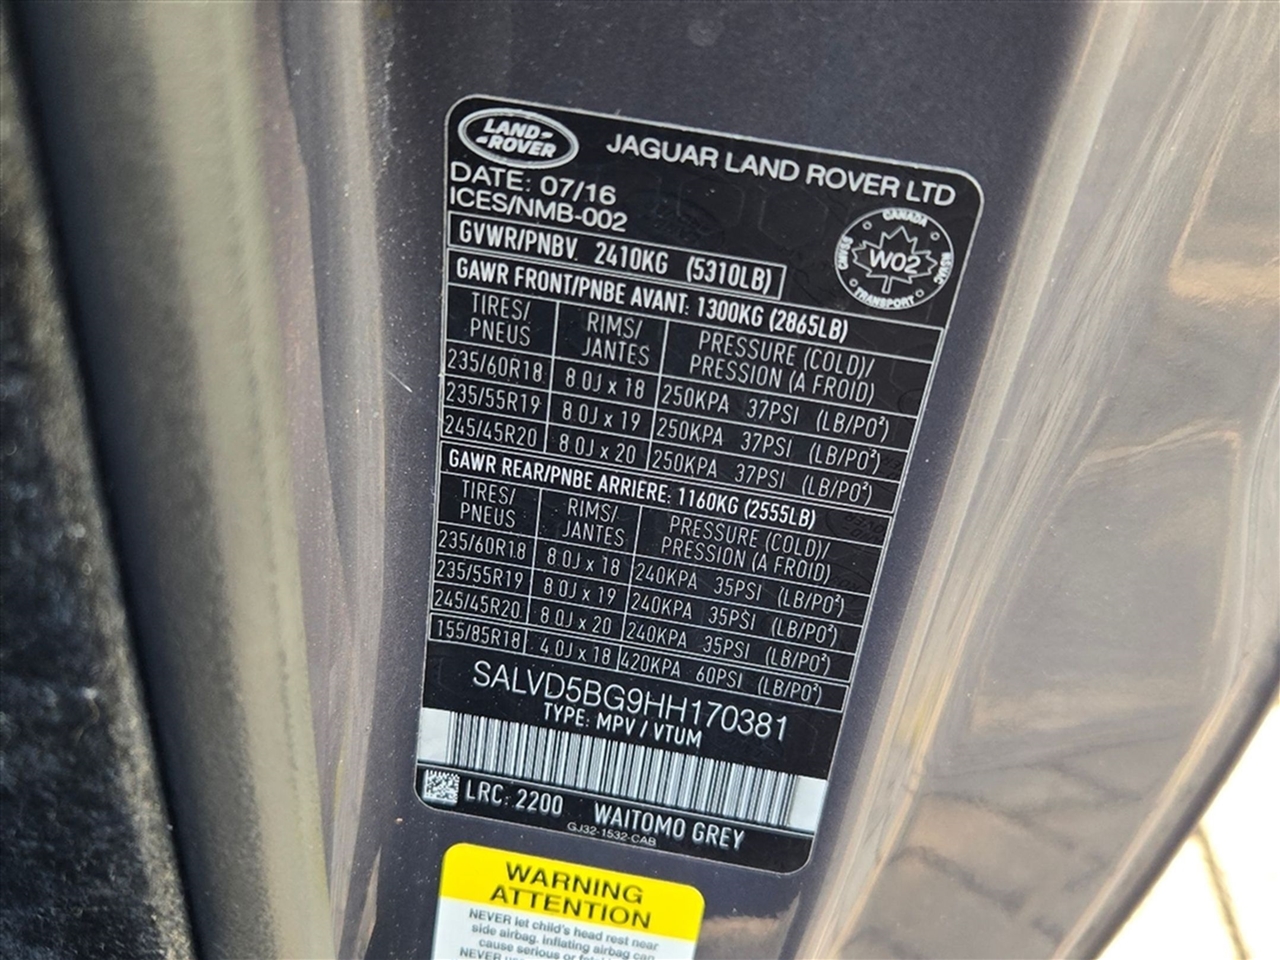 LAND-
-ROVER
JAGUAR LAND ROVER LTD
DATE: 07/16
ICES/NMB-002
CANADA
CMVSS
W02
NSVAC
TRANSPORT
GVWR/PNBV. 2410KG (5310LB)
GAWR FRONT/PNBE AVANT: 1300KG (2865LB)
TIRES/ PNEUS RIMS/ JANTES PRESSURE (COLD)/ PRESSION (A FROID)
235/60R18 8.0J x 18 250KPA 37PSI (LB/PO²)
235/55R19 8.0J x 19 250KPA 37PSI (LB/PO²)
245/45R20 8.0J x 20 250KPA 37PSI (LB/PO²)
GAWR REAR/PNBE ARRIERE: 1160KG (2555LB)
TIRES/ PNEUS RIMS/ JANTES PRESSURE (COLD)/ PRESSION (A FROID)
235/60R18 8.0J x 18 240KPA 35PSI (LB/PO²)
235/55R19 8.0J x 19 240KPA 35PSI (LB/PO²)
245/45R20 8.0J x 20 240KPA 35PSI (LB/PO²)
155/85R18 4.0J x 18 420KPA 60PSI (LB/PO²)
SALVD5BG9HH170381
TYPE: MPV / VTUM
LRC: 2200 WAITOMO GREY
GJ32-1532-CAB
WARNING
ATTENTION
NEVER let child's head rest near
side airbag. inflating airbag can
cause serious or
NEVER